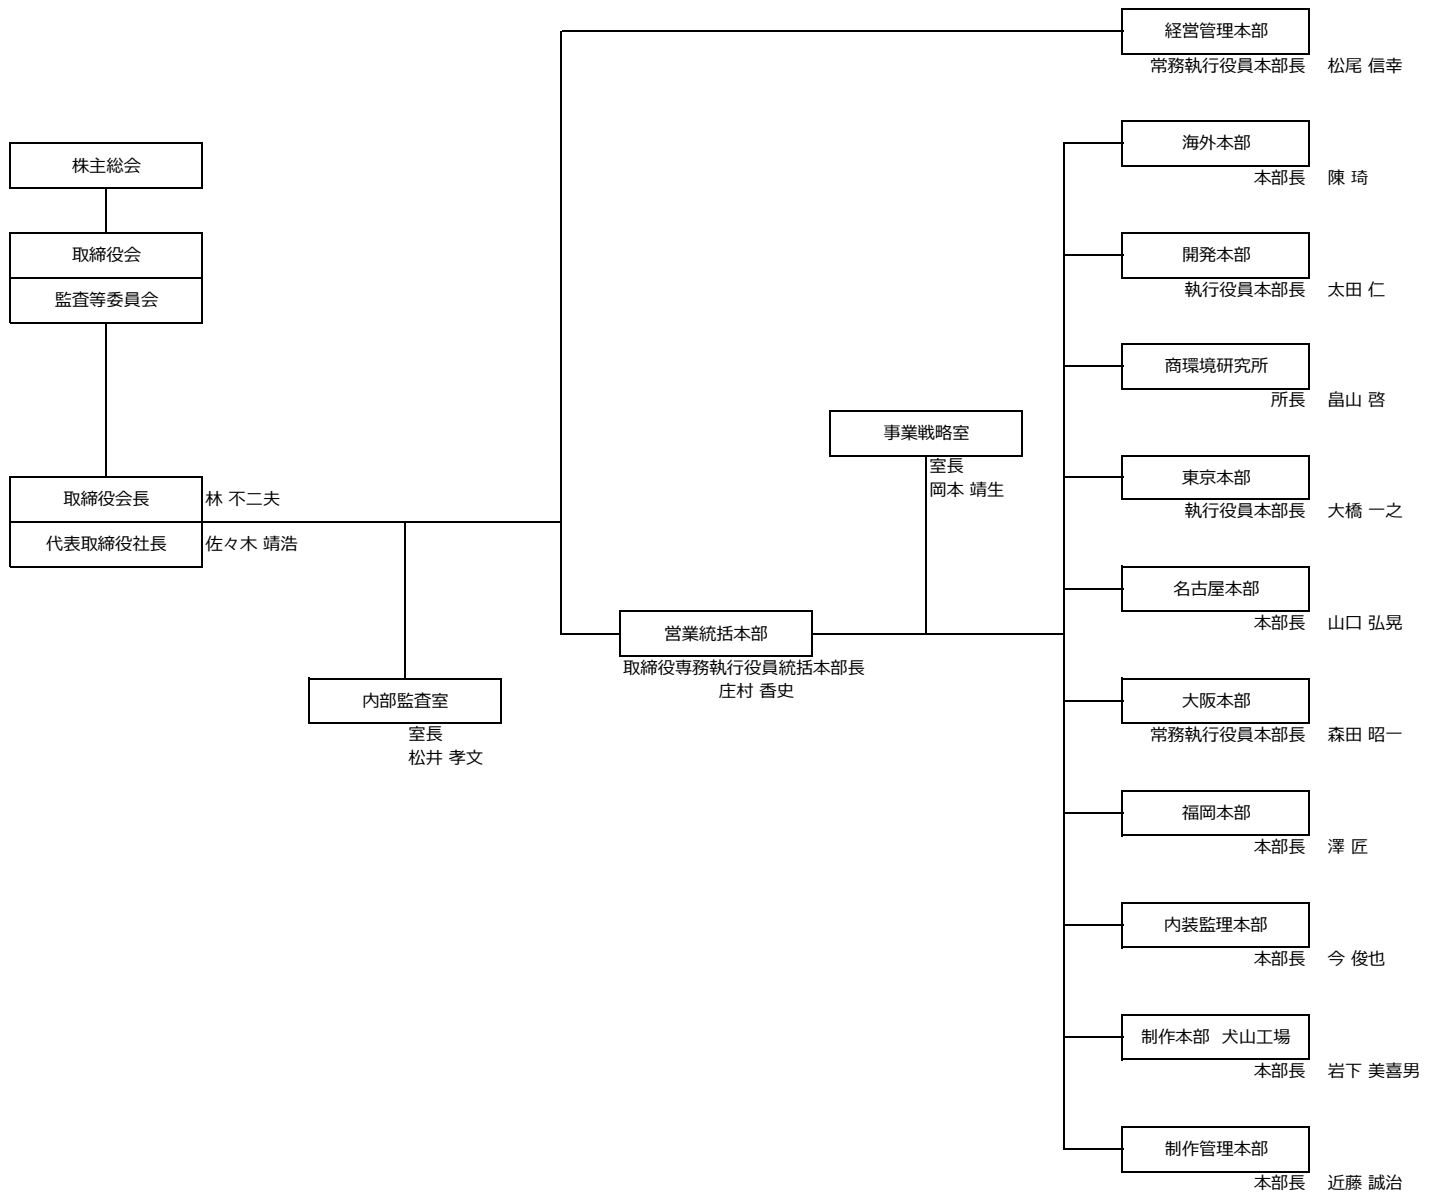 経営管理本部
常務執行役員本部長 松尾 信幸
株主総会
取締役会
監査等委員会
取締役会長 林 不二夫
代表取締役社長 佐々木 靖浩
内部監査室
室長
松井 孝文
営業統括本部
取締役専務執行役員統括本部長
庄村 香史
事業戦略室
室長
岡本 靖生
海外本部
本部長 陳 琦
開発本部
執行役員本部長 太田 仁
商環境研究所
所長 畠山 啓
東京本部
執行役員本部長 大橋 一之
名古屋本部
本部長 山口 弘晃
大阪本部
常務執行役員本部長 森田 昭一
福岡本部
本部長 澤 匠
内装監理本部
本部長 今 俊也
制作本部 犬山工場
本部長 岩下 美喜男
制作管理本部
本部長 近藤 誠治